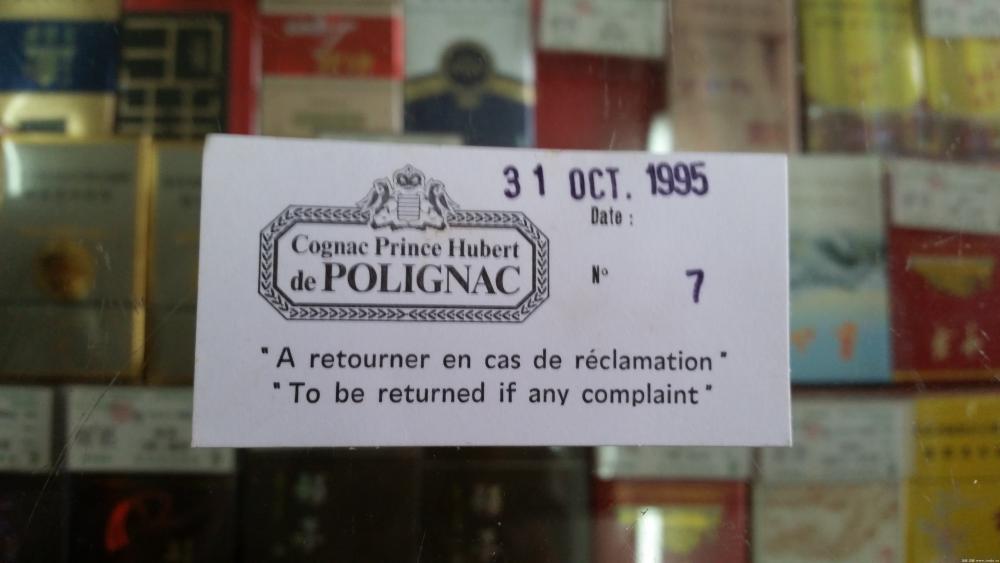 31 OCT. 1995
Date :
Cognac Prince Hubert
de POLIGNAC
Nº 7
"A retourner en cas de réclamation"
"To be returned if any complaint"